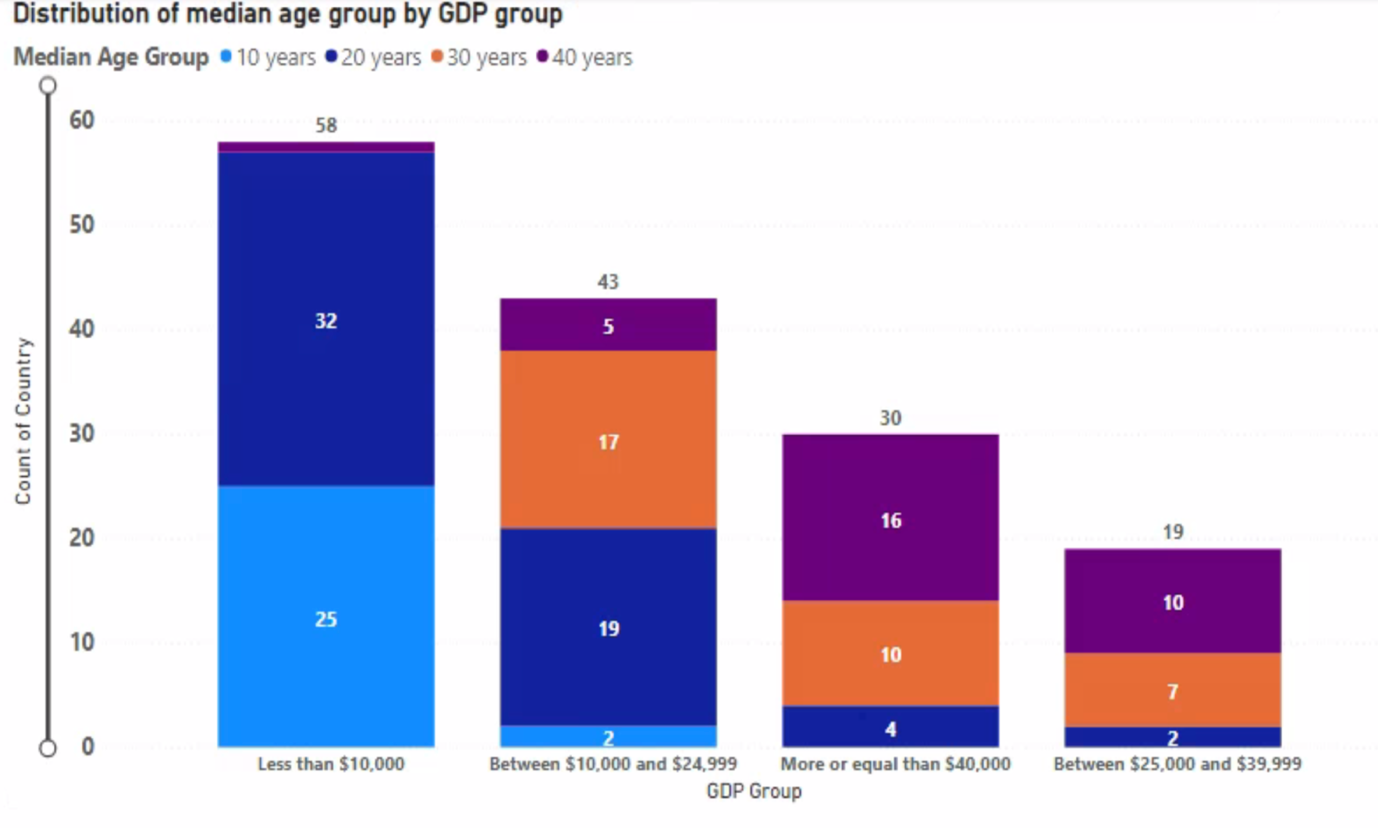 Distribution of median age group by GDP group
Median Age Group 10 years 20 years 30 years 40 years
60
50
40
30
20
10
0
Count of Country
58
32
25
43
5
17
19
2
30
16
10
4
19
10
7
2
Less than $10,000
Between $10,000 and $24,999
More or equal than $40,000
Between $25,000 and $39,999
GDP Group